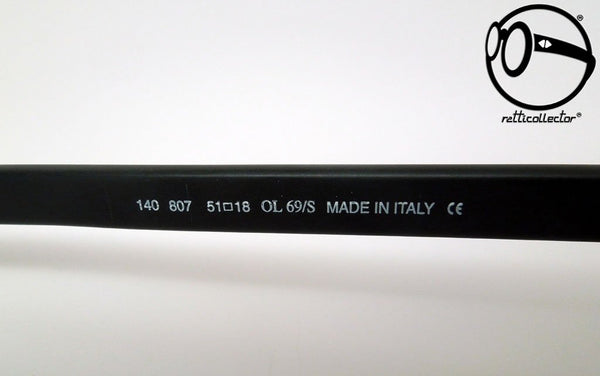 retticollector®
140 807 51□18 OL 69/S MADE IN ITALY CE